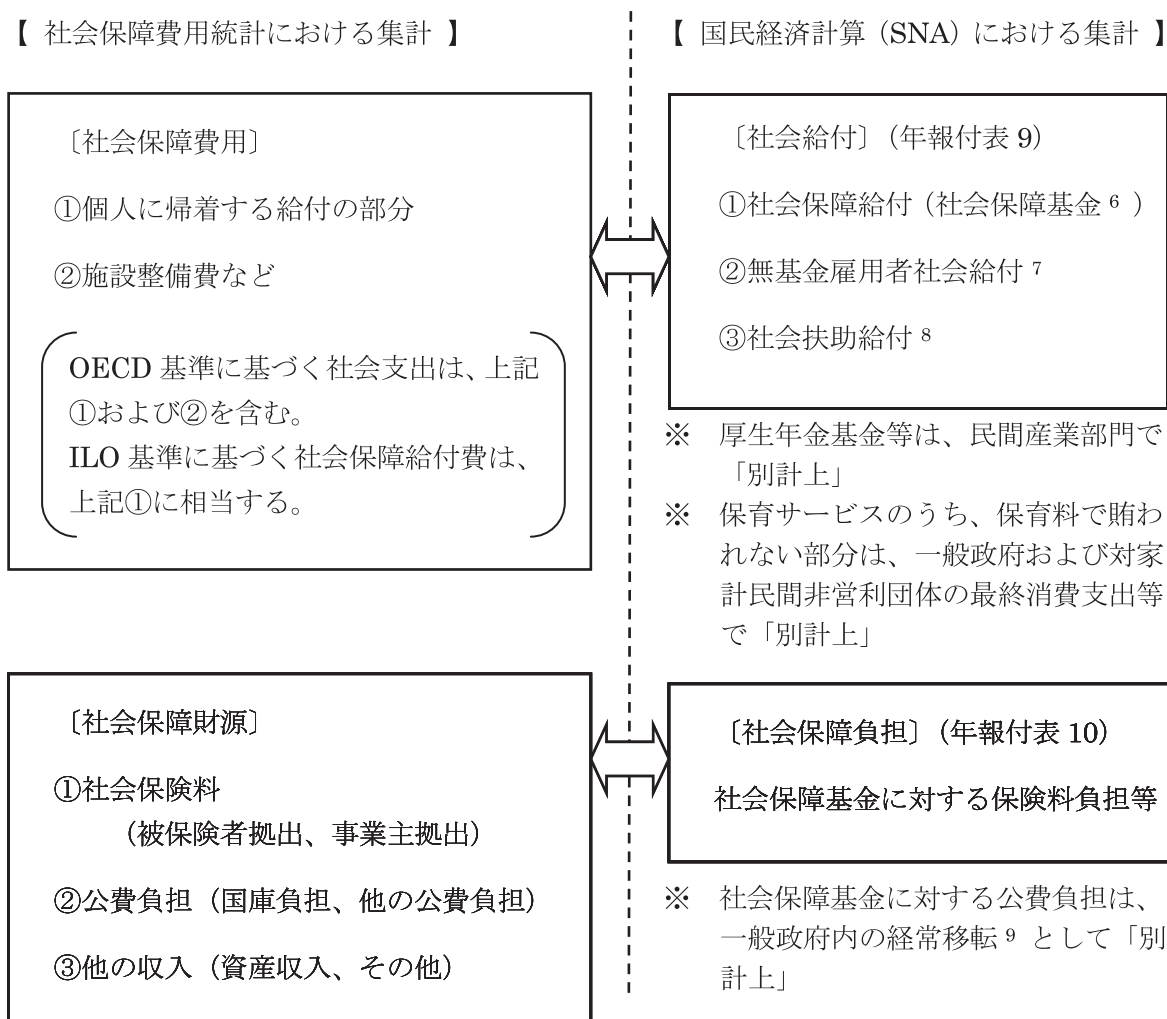 【 社会保障費用統計における集計 】
〔社会保障費用〕
①個人に帰着する給付の部分
②施設整備費など
OECD 基準に基づく社会支出は、上記
①および②を含む。
ILO 基準に基づく社会保障給付費は、
上記①に相当する。
〔社会保障財源〕
①社会保険料
(被保険者拠出、事業主拠出)
②公費負担(国庫負担、他の公費負担)
③他の収入(資産収入、その他)
【 国民経済計算(SNA)における集計 】
〔社会給付〕(年報付表 9)
①社会保障給付(社会保障基金 6 )
②無基金雇用者社会給付 7
③社会扶助給付 8
※ 厚生年金基金等は、民間産業部門で
「別計上」
※ 保育サービスのうち、保育料で賄わ
れない部分は、一般政府および対家
計民間非営利団体の最終消費支出等
で「別計上」
〔社会保障負担〕(年報付表 10)
社会保障基金に対する保険料負担等
※ 社会保障基金に対する公費負担は、
一般政府内の経常移転 9 として「別
計上」